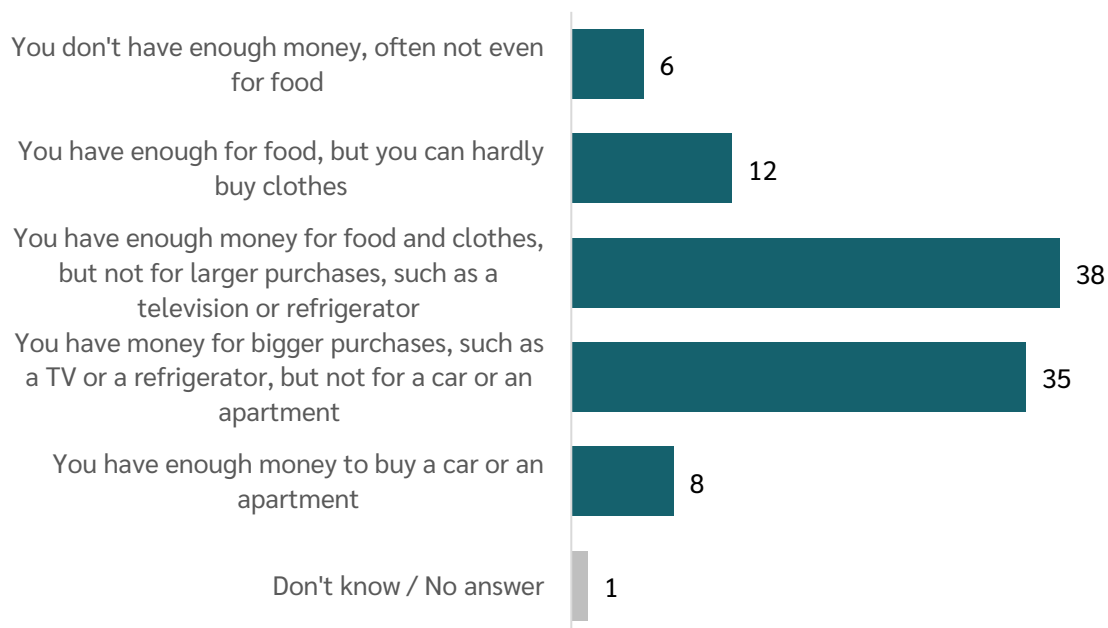 You don't have enough money, often not even
for food
6
You have enough for food, but you can hardly
buy clothes
12
You have enough money for food and clothes,
but not for larger purchases, such as a
television or refrigerator
38
You have money for bigger purchases, such as
a TV or a refrigerator, but not for a car or an
apartment
35
You have enough money to buy a car or an
apartment
8
Don't know / No answer
1